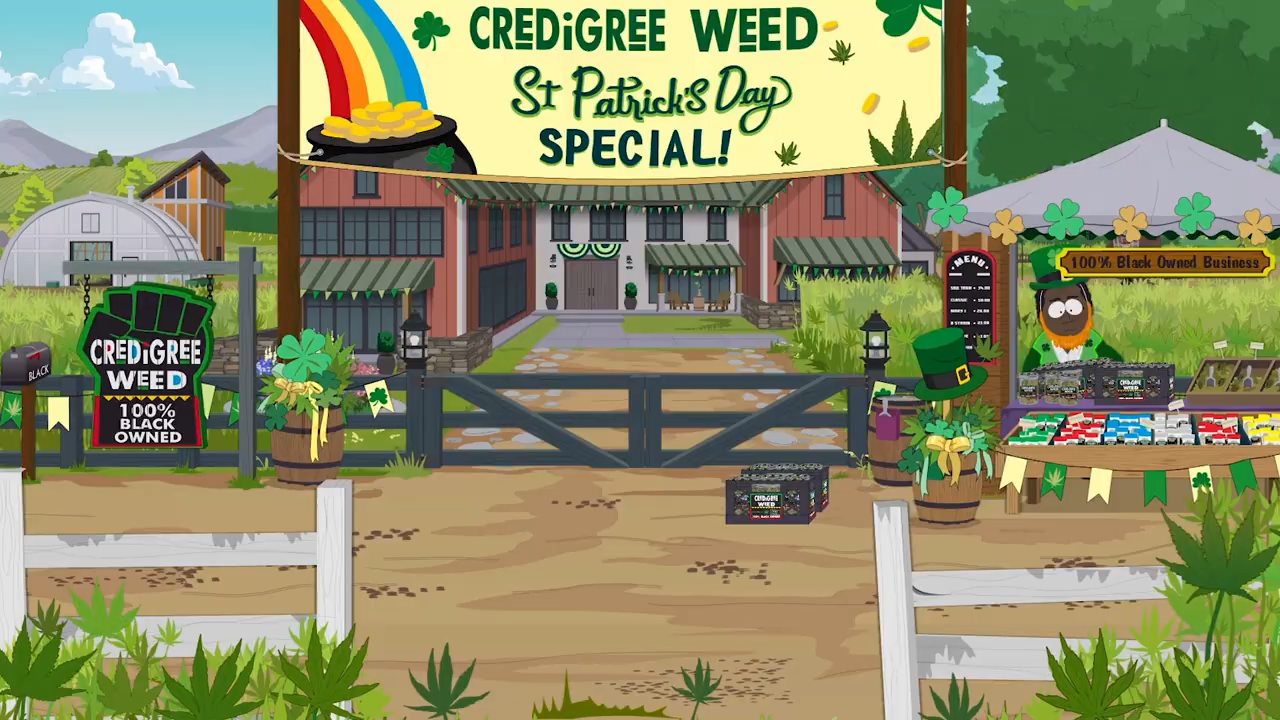 CREDiGREE WEED
St Patrick's Day
SPECIAL!
100% Black Owned Business
MENU
CREDiGREE
WEED
100%
BLACK
OWNED
BLACK
CREDiGREE
WEED